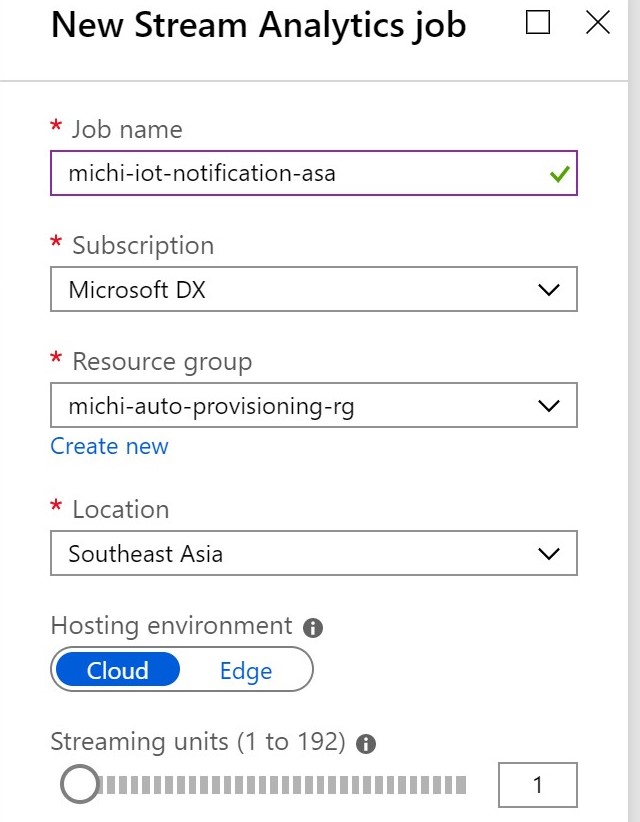 New Stream Analytics job
* Job name
michi-iot-notification-asa
* Subscription
Microsoft DX
* Resource group
michi-auto-provisioning-rg
Create new
* Location
Southeast Asia
Hosting environment
Cloud Edge
Streaming units (1 to 192)
1